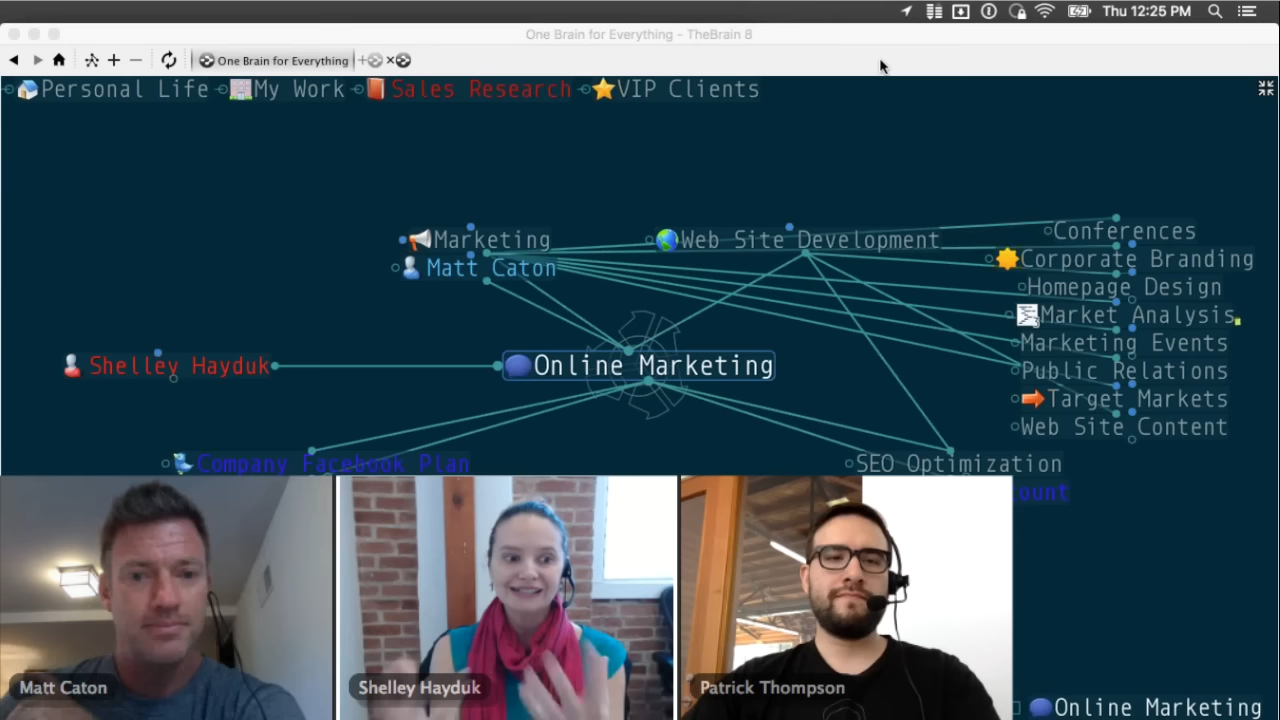 Thu 12:25 PM
One Brain for Everything - TheBrain 8
One Brain for Everything
Personal Life My Work Sales Research VIP Clients
Marketing Web Site Development
Matt Caton
Conferences
Corporate Branding
Homepage Design
Market Analysis
Marketing Events
Public Relations
Target Markets
Web Site Content
Shelley Hayduk Online Marketing
Company Facebook Plan SEO Optimization
ount
Matt Caton Shelley Hayduk Patrick Thompson
Online Marketing